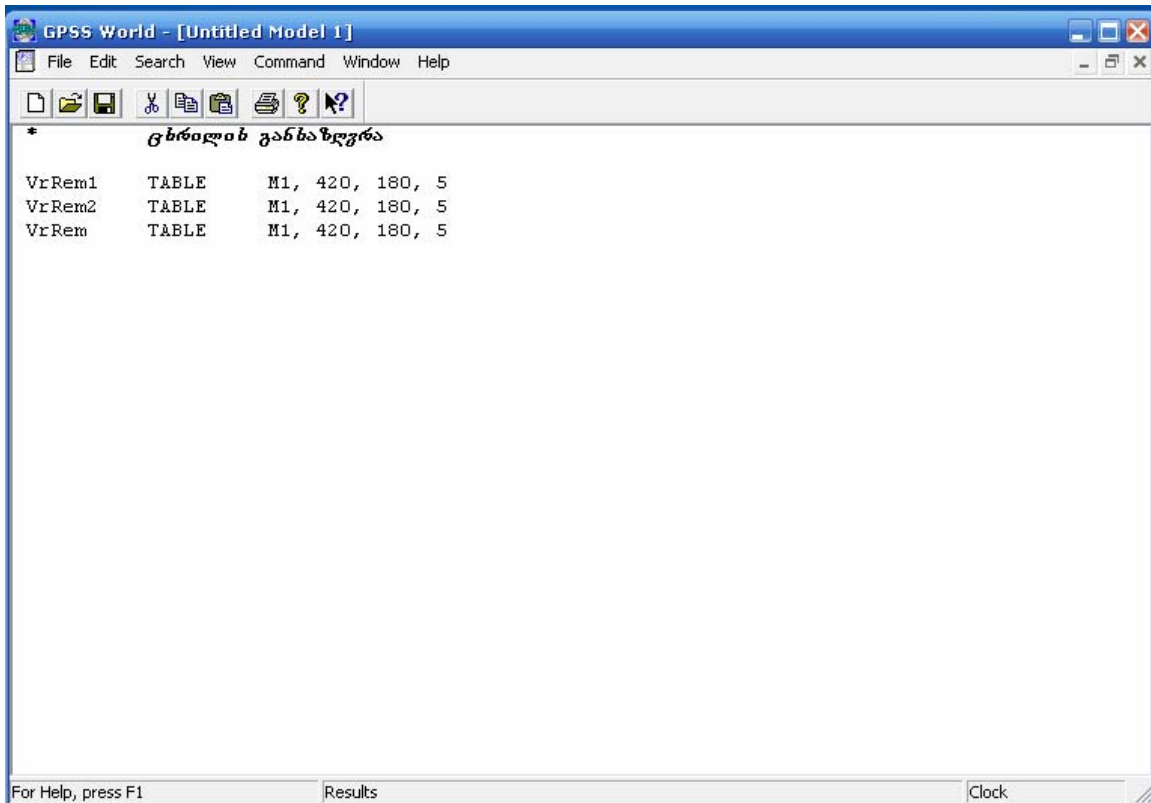 GPSS World - [Untitled Model 1]
File Edit Search View Command Window Help
* ცხრილის განსაზღვრა
VrRem1 TABLE M1, 420, 180, 5
VrRem2 TABLE M1, 420, 180, 5
VrRem TABLE M1, 420, 180, 5
For Help, press F1 Results Clock